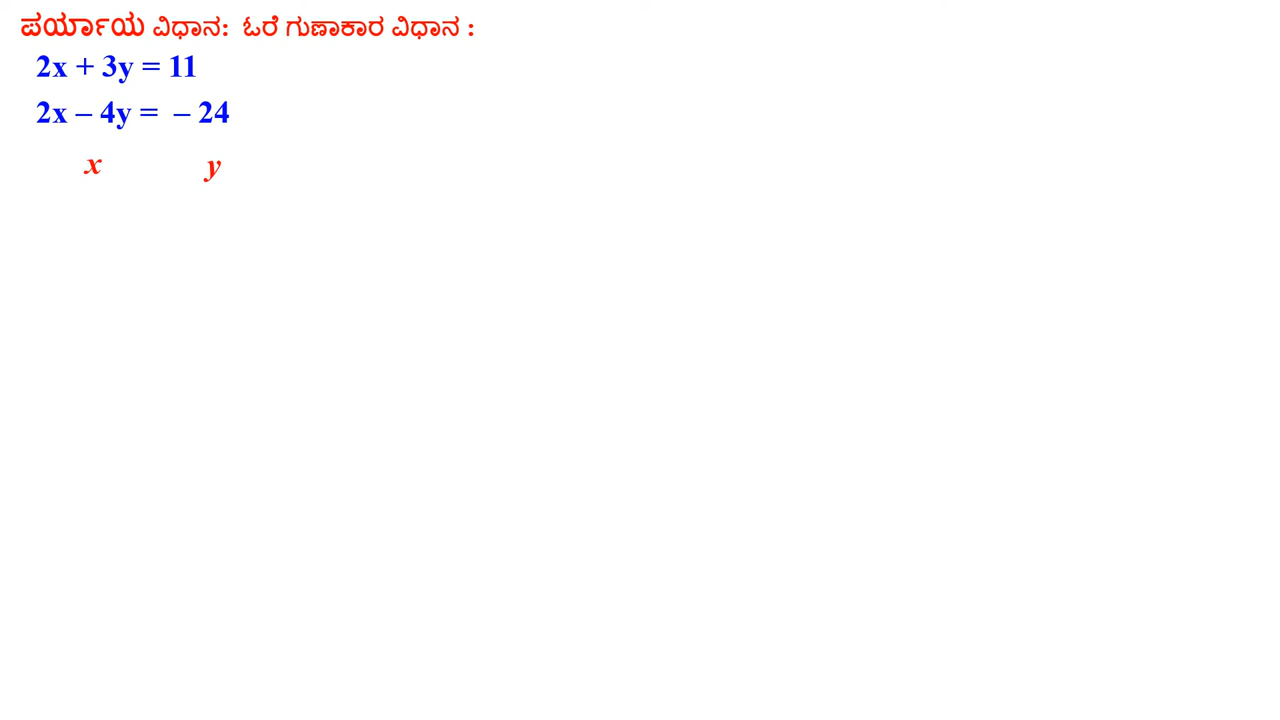 ಪರ್ಯಾಯ ವಿಧಾನ: ಓರೆ ಗುಣಾಕಾರ ವಿಧಾನ :
2x + 3y = 11
2x – 4y = – 24
x y